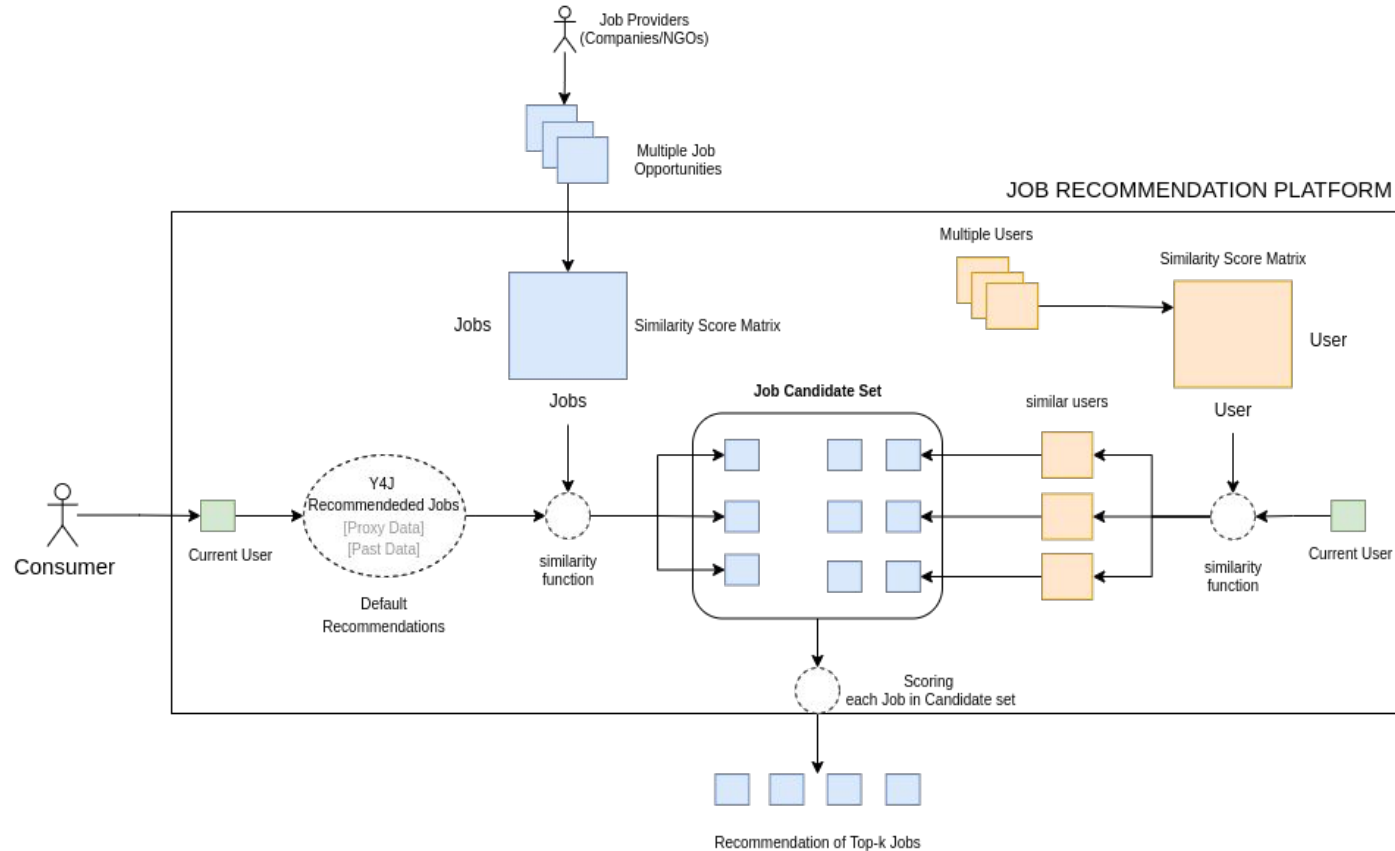 Job Providers
(Companies/NGOs)
Multiple Job
Opportunities
JOB RECOMMENDATION PLATFORM
Multiple Users
Similarity Score Matrix
Jobs
Similarity Score Matrix
User
Jobs
Job Candidate Set
similar users
User
Y4J
Recommendeded Jobs
[Proxy Data]
[Past Data]
Consumer
Current User
similarity
function
similarity
function
Current User
Default
Recommendations
Scoring
each Job in Candidate set
Recommendation of Top-k Jobs